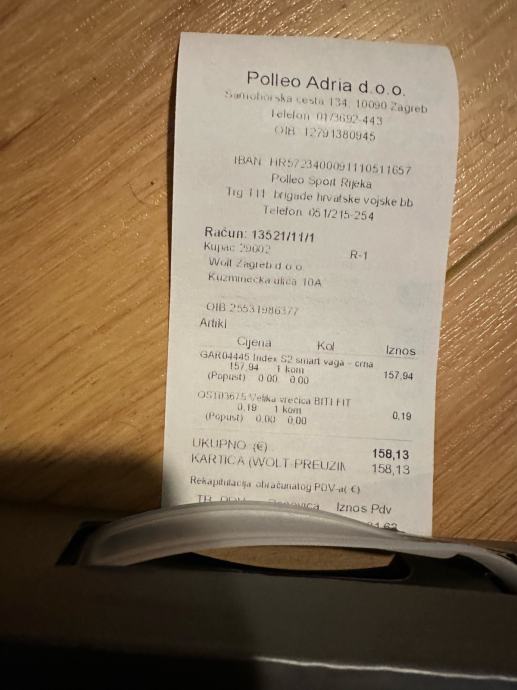 Polleo Adria d.o.o.
Samoborska cesta 134, 10090 Zagreb
Telefon 01/3692-443
OIB: 12791380945
IBAN HR5723400091110511657
Polleo Sport Rijeka
Trg 111. brigade hrvatske vojske bb
Telefon 051/215-254
Račun: 13521/11/1
Kupac 29002 R-1
Wolt Zagreb d.o.o.
Kuzminečka ulica 10A
OIB 25531986377
Artikl
Cijena Kol Iznos
GAR04445 Index S2 smart vaga - crna
157,94 1 kom 157,94
(Popust) 0.00 0.00
OST03675 Velika vrećica BITI FIT
0,19 1 kom 0,19
(Popust) 0.00 0.00
UKUPNO (€) 158,13
KARTICA (WOLT PREUZIM 158,13
Rekapitulacija obračunatog PDV-a( €)
Iznos Pdv